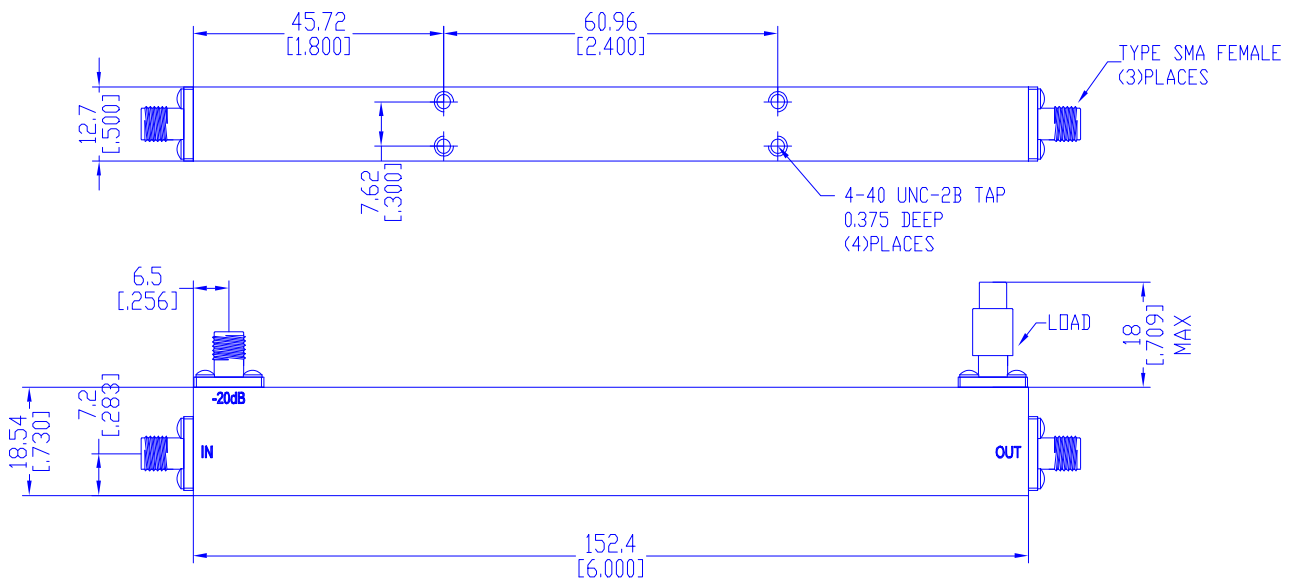 45.72
[1.800]
60.96
[2.400]
TYPE SMA FEMALE
(3)PLACES
12.7
[.500]
7.62
[.300]
4-40 UNC-2B TAP
0.375 DEEP
(4)PLACES
6.5
[.256]
LOAD
18
[.709]
MAX
-20dB
7.2
[.283]
18.54
[.730]
IN
OUT
152.4
[6.000]